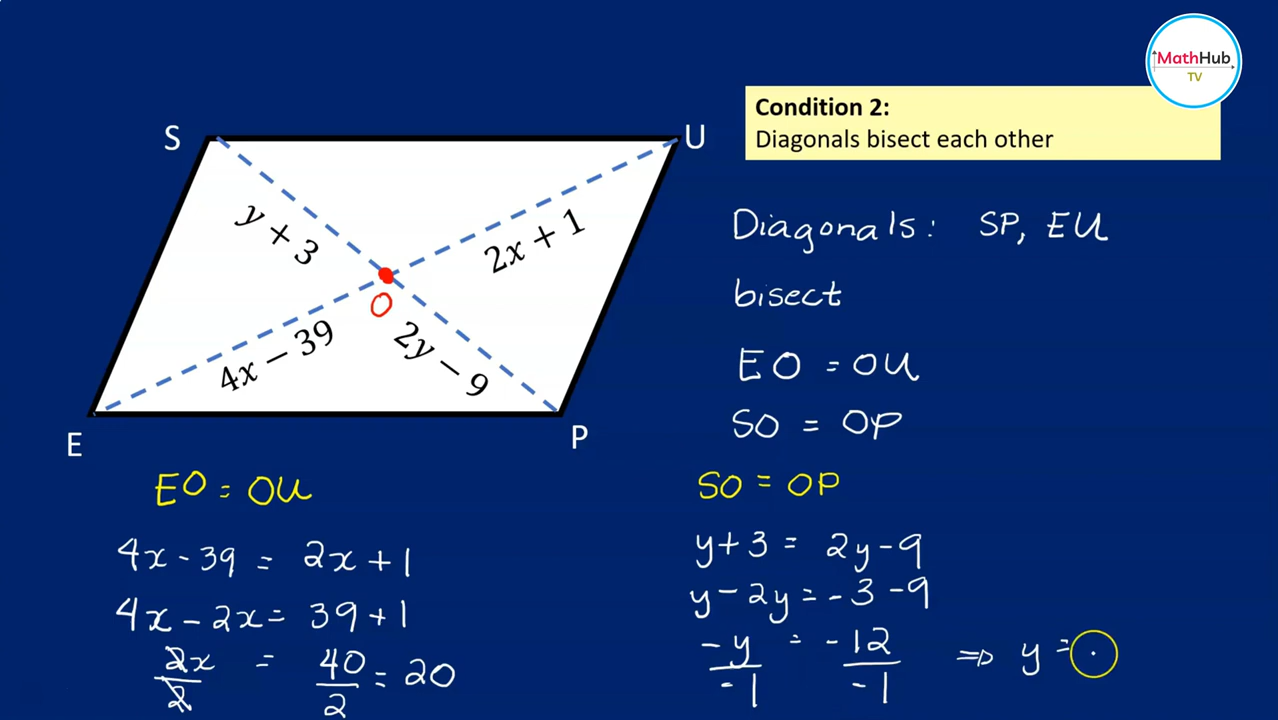 MathHub
TV
Condition 2:
Diagonals bisect each other
S
U
y + 3
2x + 1
O
4x − 39
2y − 9
E
P
Diagonals: SP, EU
bisect
EO = OU
SO = OP
EO = OU
4x - 39 = 2x + 1
4x - 2x = 39 + 1
2x/2 = 40/2 = 20
SO = OP
y + 3 = 2y - 9
y - 2y = -3 - 9
-y/-1 = -12/-1 ⇒ y =